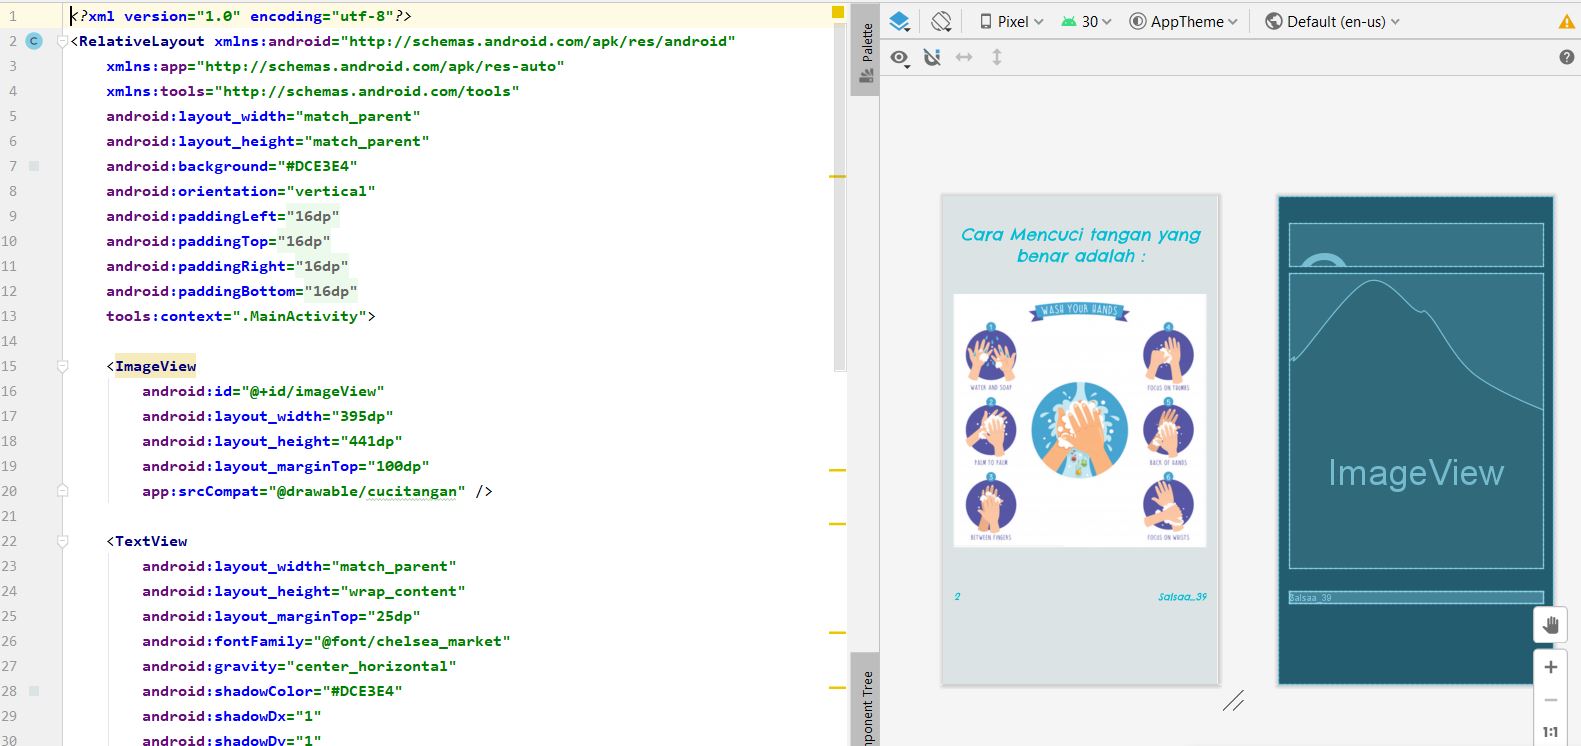 1 <?xml version="1.0" encoding="utf-8"?>
2 <RelativeLayout xmlns:android="http://schemas.android.com/apk/res/android"
3 xmlns:app="http://schemas.android.com/apk/res-auto"
4 xmlns:tools="http://schemas.android.com/tools"
5 android:layout_width="match_parent"
6 android:layout_height="match_parent"
7 android:background="#DCE3E4"
8 android:orientation="vertical"
9 android:paddingLeft="16dp"
10 android:paddingTop="16dp"
11 android:paddingRight="16dp"
12 android:paddingBottom="16dp"
13 tools:context=".MainActivity">
14
15 <ImageView
16 android:id="@+id/imageView"
17 android:layout_width="395dp"
18 android:layout_height="441dp"
19 android:layout_marginTop="100dp"
20 app:srcCompat="@drawable/cucitangan" />
21
22 <TextView
23 android:layout_width="match_parent"
24 android:layout_height="wrap_content"
25 android:layout_marginTop="25dp"
26 android:fontFamily="@font/chelsea_market"
27 android:gravity="center_horizontal"
28 android:shadowColor="#DCE3E4"
29 android:shadowDx="1"
30 android:shadowDy="1"
Palette
Pixel 30 AppTheme Default (en-us)
Cara Mencuci tangan yang
benar adalah :
WASH YOUR HANDS
1 4
WATER AND SOAP FOCUS ON THUMBS
2 5
PALM TO PALM BACK OF HANDS
3 6
BETWEEN FINGERS FOCUS ON WRISTS
2 Salsaa_39
ImageView
Salsaa_39
1:1
ponent Tree